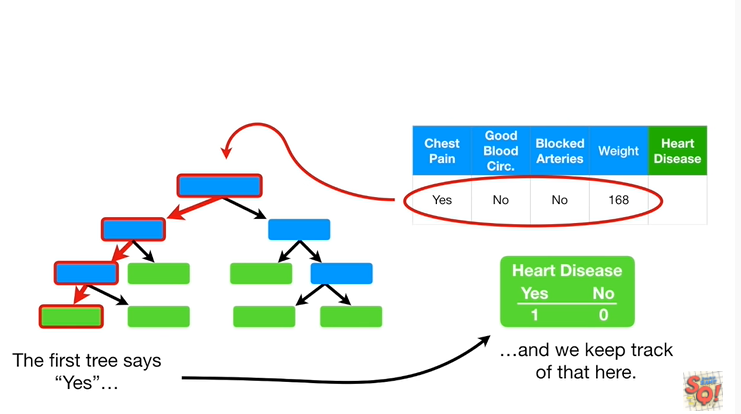 Chest Pain
Good Blood Circ.
Blocked Arteries
Weight
Heart Disease
Yes
No
No
168
Heart Disease
Yes No
1 0
The first tree says
“Yes”…
…and we keep track
of that here.
SQ!